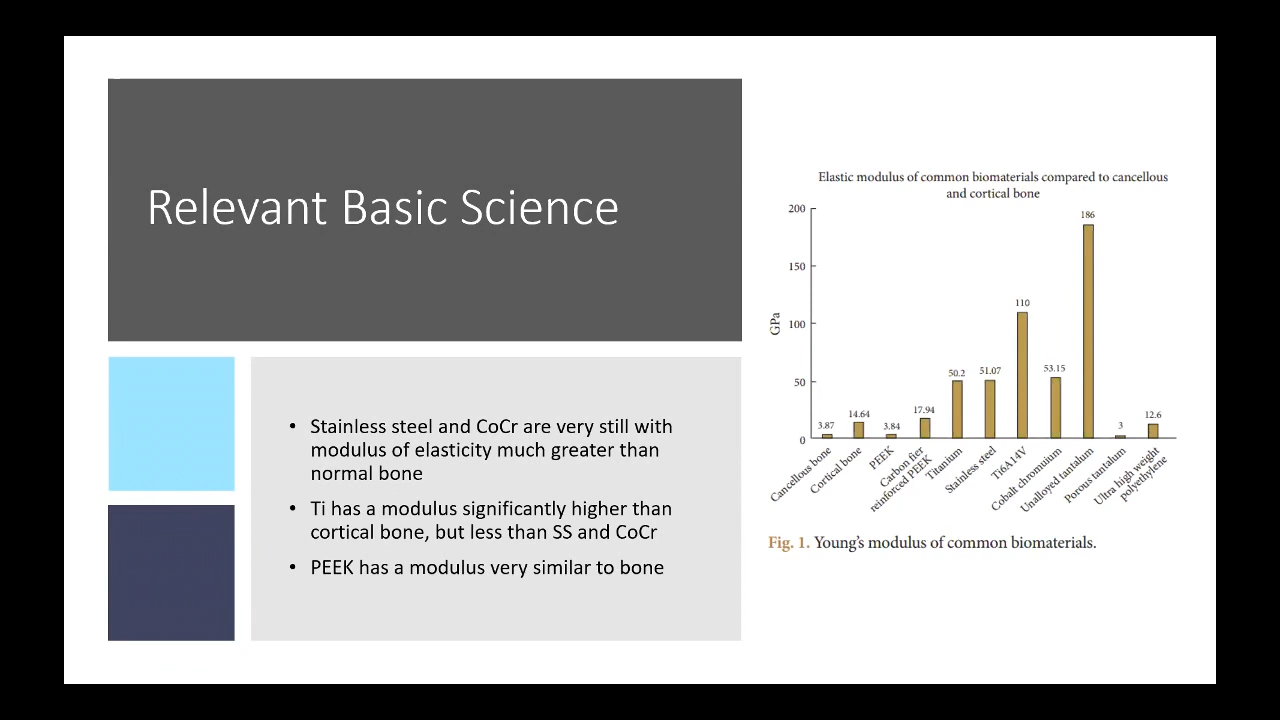 Relevant Basic Science
• Stainless steel and CoCr are very still with
modulus of elasticity much greater than
normal bone
• Ti has a modulus significantly higher than
cortical bone, but less than SS and CoCr
• PEEK has a modulus very similar to bone
Elastic modulus of common biomaterials compared to cancellous
and cortical bone
GPa
200
150
100
50
0
3.87
14.64
3.84
17.94
50.2
51.07
110
53.15
186
3
12.6
Cancellous bone
Cortical bone
PEEK
Carbon fier
reinforced PEEK
Titanium
Stainless steel
Ti6A14V
Cobalt chromuium
Unalloyed tantalum
Porous tantalum
Ultra high weight
polyethylene
Fig. 1. Young's modulus of common biomaterials.